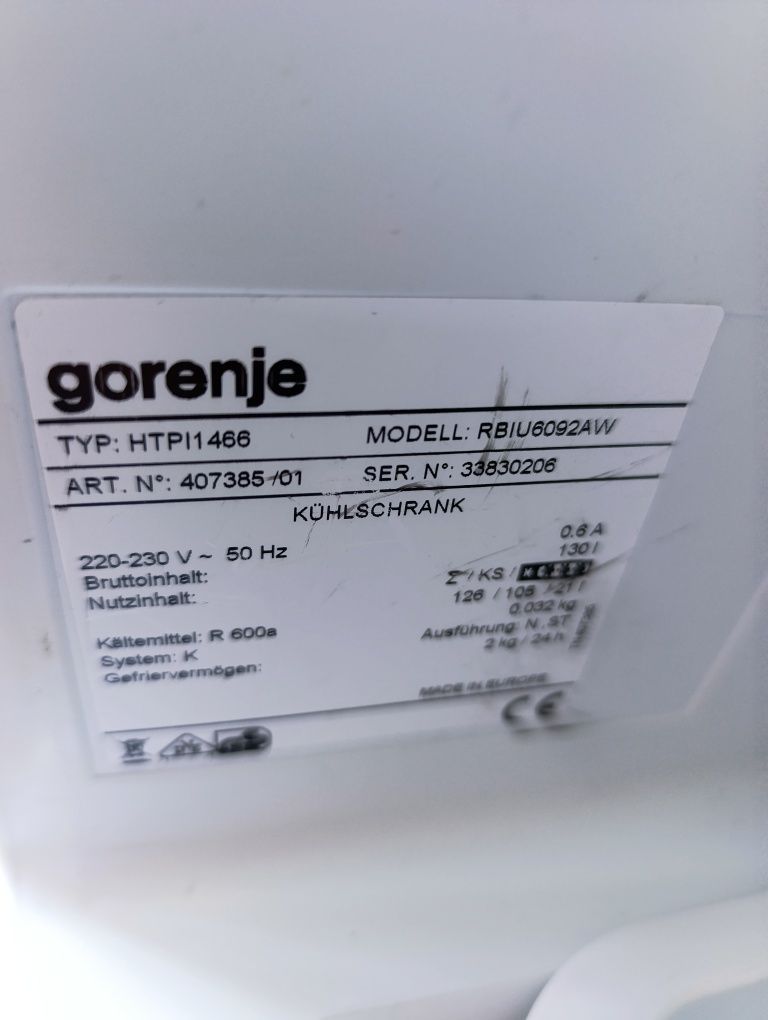 gorenje
TYP: HTPI1466 MODELL: RBIU6092AW
ART. N°: 407385/01 SER. N°: 33830206
KÜHLSCHRANK
220-230 V ~ 50 Hz 0.6 A
Bruttoinhalt: 130 l
Nutzinhalt: Σ / KS /
126 / 105 / 21 l
0.032 kg
Kältemittel: R 600a Ausführung: N, ST
System: K 2 kg / 24 h
Gefriervermögen:
MADE IN EUROPE
CE